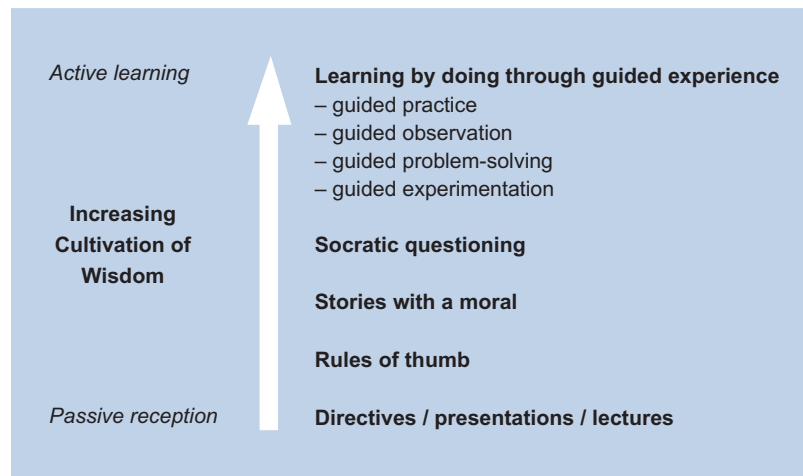 Active learning
Learning by doing through guided experience
– guided practice
– guided observation
– guided problem-solving
– guided experimentation
Increasing
Cultivation of
Wisdom
Socratic questioning
Stories with a moral
Rules of thumb
Passive reception
Directives / presentations / lectures